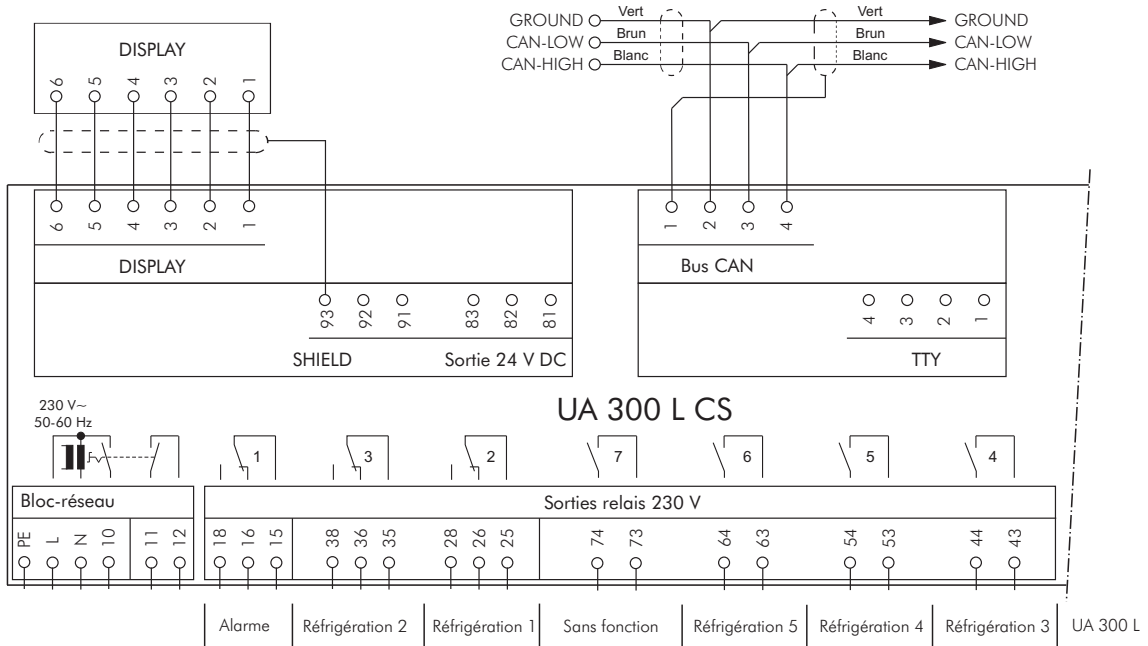 GROUND Vert Vert GROUND
CAN-LOW Brun Brun CAN-LOW
CAN-HIGH Blanc Blanc CAN-HIGH
DISPLAY
6 5 4 3 2 1
6 5 4 3 2 1
DISPLAY
1 2 3 4
Bus CAN
93 92 91 83 82 81
SHIELD Sortie 24 V DC
4 3 2 1
TTY
UA 300 L CS
230 V~
50-60 Hz
1 3 2 7 6 5 4
Bloc-réseau
Sorties relais 230 V
PE L N 10 11 12 18 16 15 38 36 35 28 26 25 74 73 64 63 54 53 44 43
Alarme Réfrigération 2 Réfrigération 1 Sans fonction Réfrigération 5 Réfrigération 4 Réfrigération 3 UA 300 L